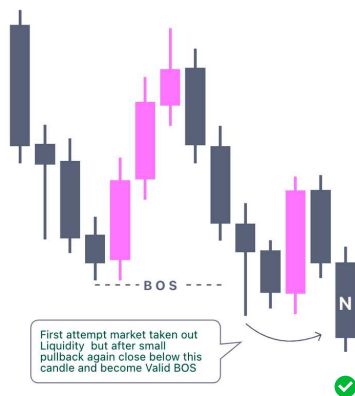 BOS
N
First attempt market taken out
Liquidity but after small
pullback again close below this
candle and become Valid BOS